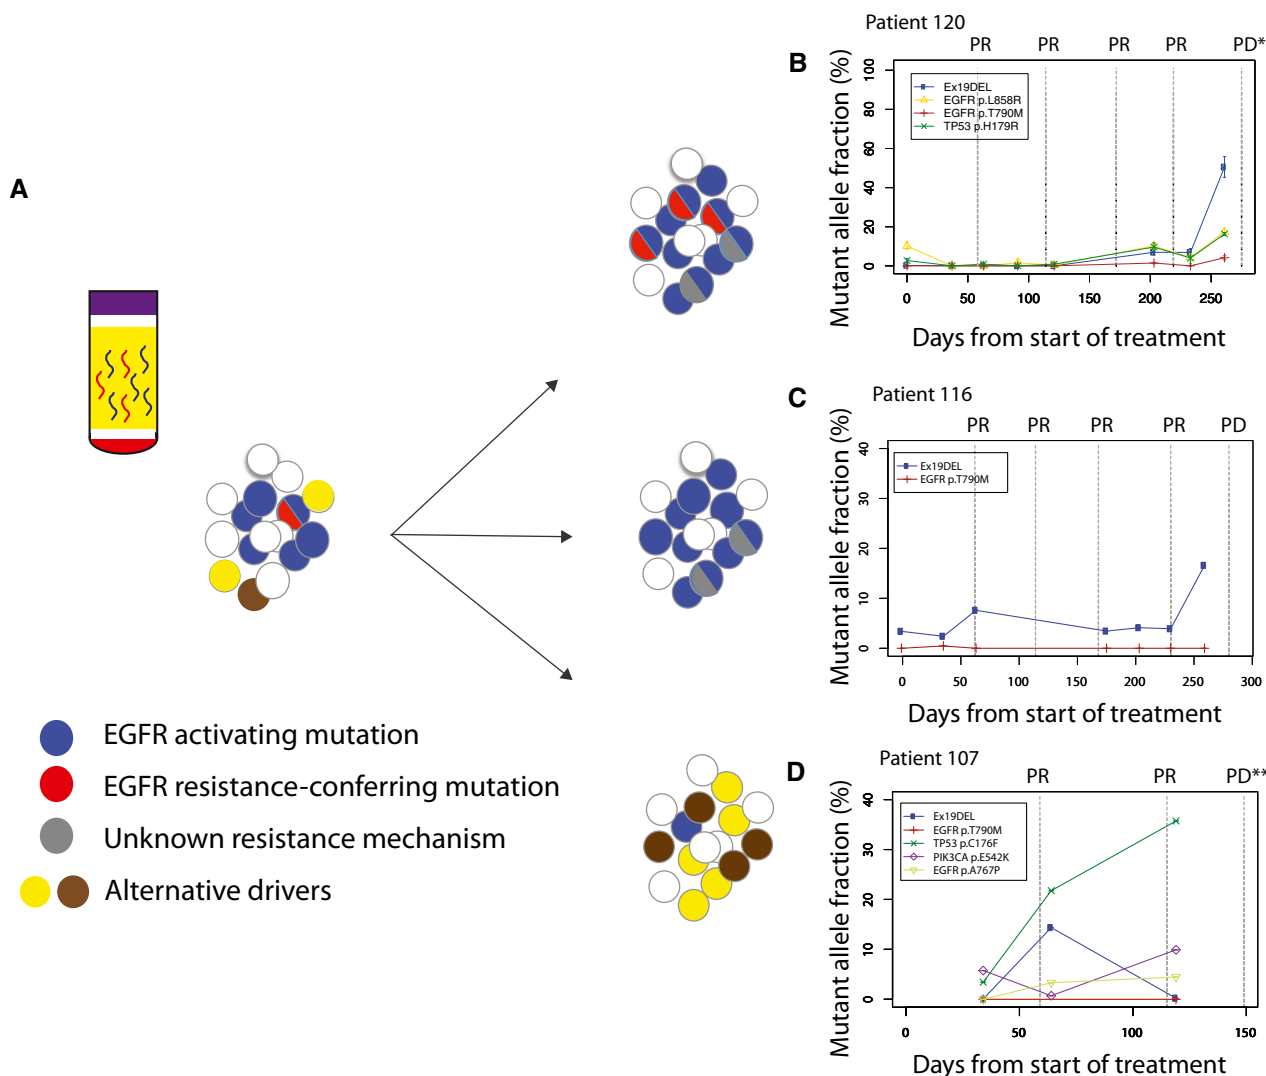 A
EGFR activating mutation
EGFR resistance-conferring mutation
Unknown resistance mechanism
Alternative drivers
B
Patient 120
PR PR PR PR PD*
Mutant allele fraction (%)
100
80
60
40
20
0
Ex19DEL
EGFR p.L858R
EGFR p.T790M
TP53 p.H179R
0 50 100 150 200 250
Days from start of treatment
C
Patient 116
PR PR PR PR PD
Mutant allele fraction (%)
40
30
20
10
0
Ex19DEL
EGFR p.T790M
0 50 100 150 200 250 300
Days from start of treatment
D
Patient 107
PR PR PD**
Mutant allele fraction (%)
40
30
20
10
0
Ex19DEL
EGFR p.T790M
TP53 p.C176F
PIK3CA p.E542K
EGFR p.A767P
0 50 100 150
Days from start of treatment